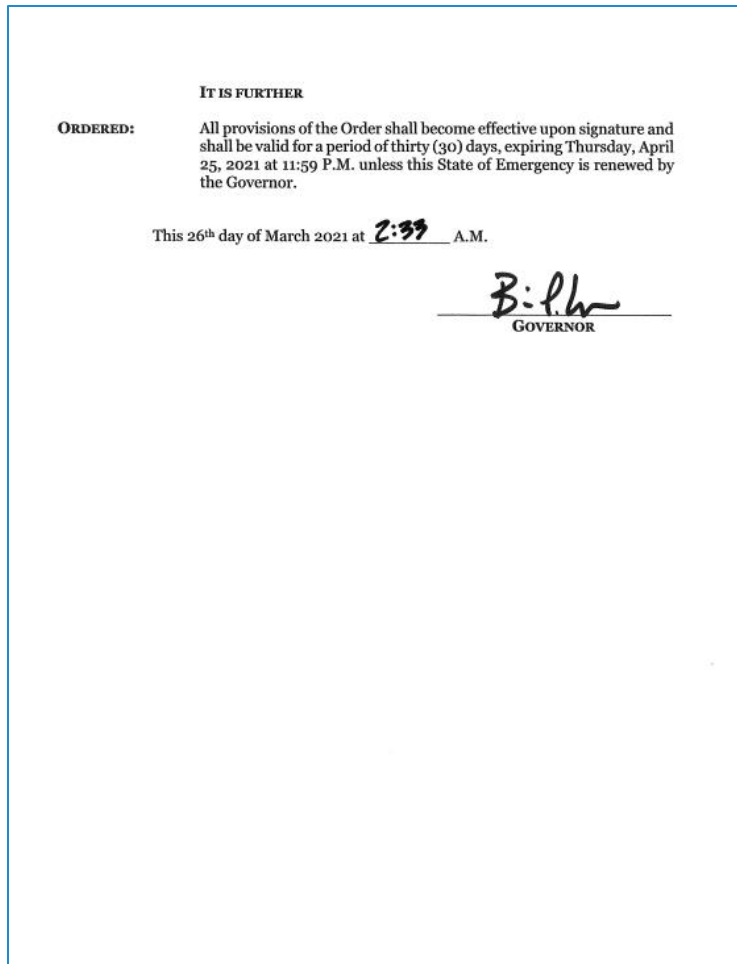 IT IS FURTHER
ORDERED: All provisions of the Order shall become effective upon signature and
shall be valid for a period of thirty (30) days, expiring Thursday, April
25, 2021 at 11:59 P.M. unless this State of Emergency is renewed by
the Governor.
This 26th day of March 2021 at 2:33 A.M.
GOVERNOR